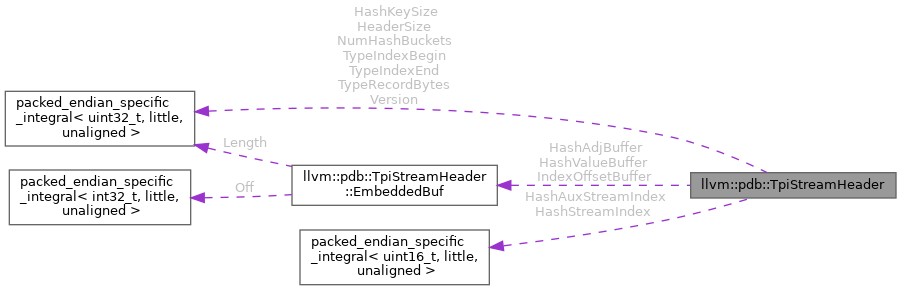 HashKeySize
HeaderSize
NumHashBuckets
TypeIndexBegin
TypeIndexEnd
TypeRecordBytes
Version
packed_endian_specific
_integral< uint32_t, little,
unaligned >
Length
packed_endian_specific
_integral< int32_t, little,
unaligned >
Off
llvm::pdb::TpiStreamHeader
::EmbeddedBuf
HashAdjBuffer
HashValueBuffer
IndexOffsetBuffer
HashAuxStreamIndex
HashStreamIndex
llvm::pdb::TpiStreamHeader
packed_endian_specific
_integral< uint16_t, little,
unaligned >